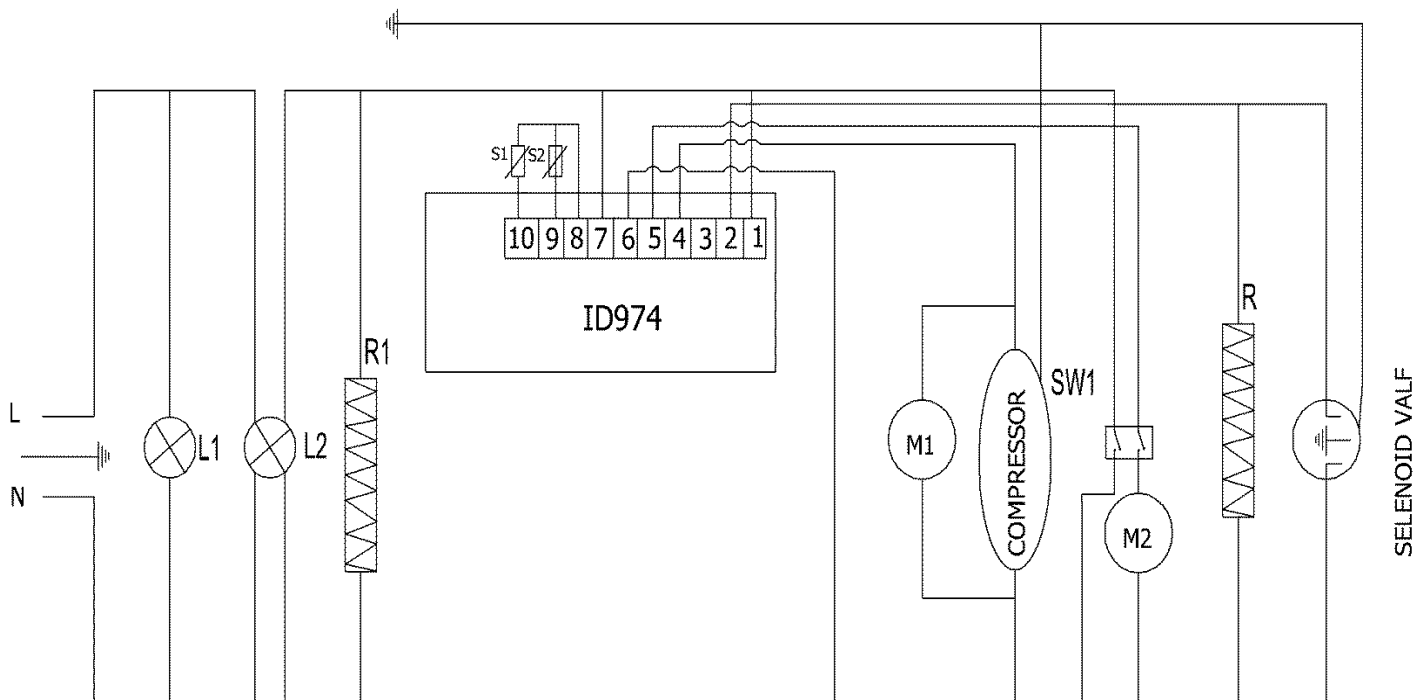 S1
S2
10 9 8 7 6 5 4 3 2 1
ID974
R1
R
L
N
L1
L2
M1
COMPRESSOR
SW1
M2
SELENOID VALF